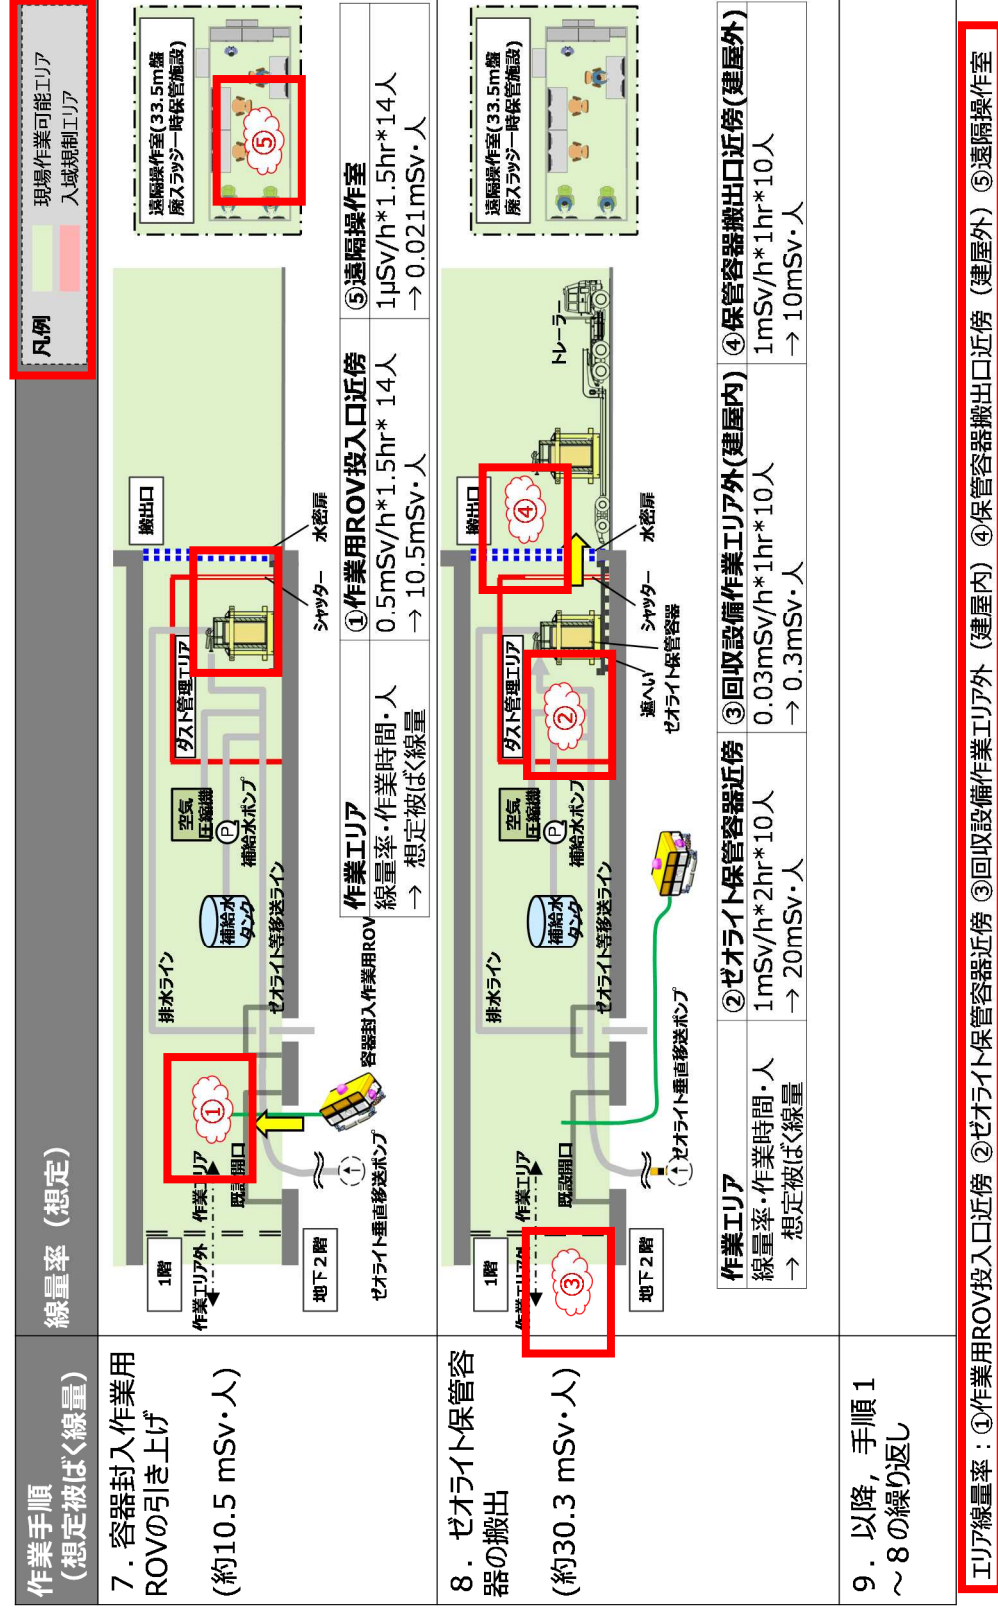 作業手順
(想定被ばく線量)
線量率（想定）
凡例
現場作業可能エリア
入域規制エリア
7．容器封入作業用
ROVの引き上げ
(約10.5 mSv・人)
1階
作業エリア外
作業エリア
地下2階
既設開口
①
ゼオライト垂直移送ポンプ
容器封入作業用ROV
排水ライン
ゼオライト等移送ライン
補給水
タンク
P
補給水ポンプ
空気
圧縮機
ダスト管理エリア
搬出口
シャッター
水密扉
遠隔操作室(33.5m盤
廃スラッジ一時保管施設)
⑤
作業エリア
線量率・作業時間・人
→ 想定被ばく線量
①作業用ROV投入口近傍
0.5mSv/h*1.5hr* 14人
→ 10.5mSv・人
⑤遠隔操作室
1μSv/h*1.5hr*14人
→ 0.021mSv・人
8．ゼオライト保管容
器の搬出
(約30.3 mSv・人)
1階
作業エリア外
作業エリア
③
地下2階
既設開口
ゼオライト垂直移送ポンプ
排水ライン
ゼオライト等移送ライン
補給水
タンク
P
補給水ポンプ
空気
圧縮機
ダスト管理エリア
②
④
搬出口
トレーラー
遮へい
ゼオライト保管容器
シャッター
水密扉
遠隔操作室(33.5m盤
廃スラッジ一時保管施設)
作業エリア
線量率・作業時間・人
→ 想定被ばく線量
②ゼオライト保管容器近傍
1mSv/h*2hr*10人
→ 20mSv・人
③回収設備作業エリア外(建屋内)
0.03mSv/h*1hr*10人
→ 0.3mSv・人
④保管容器搬出口近傍(建屋外)
1mSv/h*1hr*10人
→ 10mSv・人
9．以降，手順1
～8の繰り返し
エリア線量率：①作業用ROV投入口近傍 ②ゼオライト保管容器近傍 ③回収設備作業エリア外（建屋内）④保管容器搬出口近傍（建屋外）⑤遠隔操作室